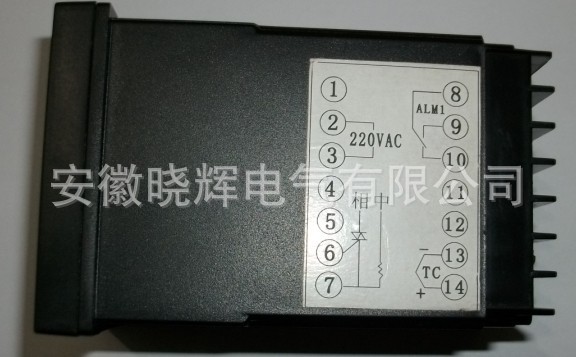 ① ⑧
ALM1
② ⑨
220VAC
③ ⑩
安徽晓辉电气有限公司
④ ⑪
相 中
⑤ ⑫
⑥ ⑬ −
TC
⑦ ⑭ +